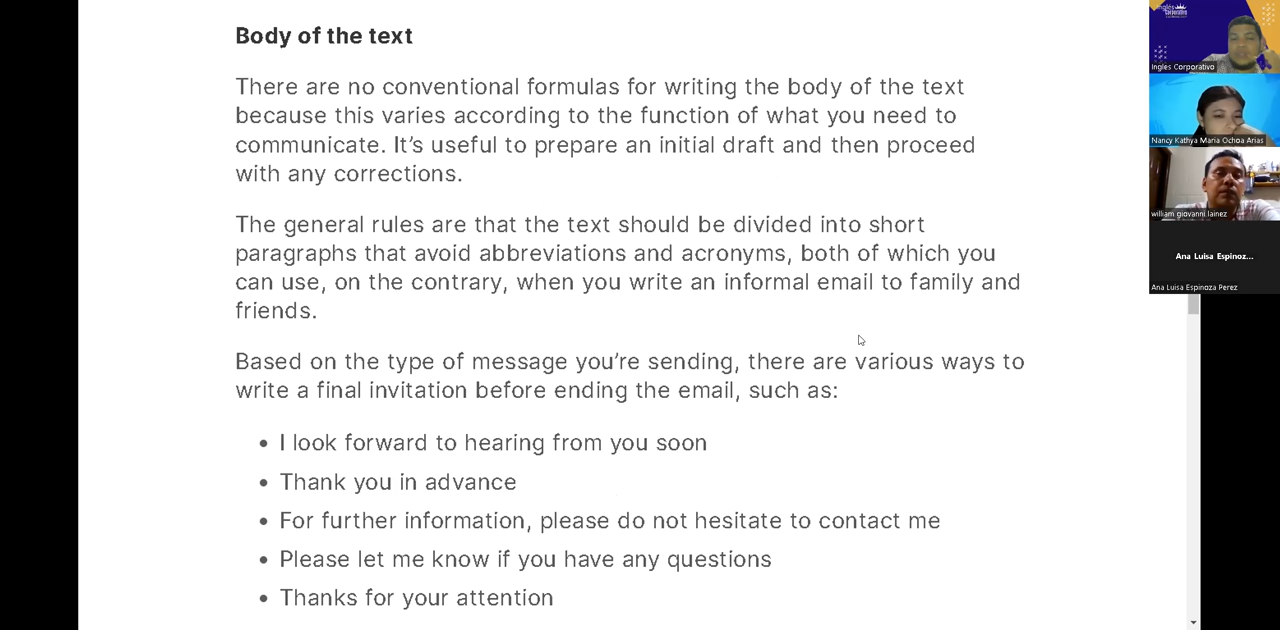 Body of the text
There are no conventional formulas for writing the body of the text
because this varies according to the function of what you need to
communicate. It’s useful to prepare an initial draft and then proceed
with any corrections.
The general rules are that the text should be divided into short
paragraphs that avoid abbreviations and acronyms, both of which you
can use, on the contrary, when you write an informal email to family and
friends.
Based on the type of message you’re sending, there are various ways to
write a final invitation before ending the email, such as:
• I look forward to hearing from you soon
• Thank you in advance
• For further information, please do not hesitate to contact me
• Please let me know if you have any questions
• Thanks for your attention
Inglés Corporativo
Inglés Corporativo
Nancy Kathya Maria Ochoa Arias
william giovanni lainez
Ana Luisa Espinoz...
Ana Luisa Espinoza Perez